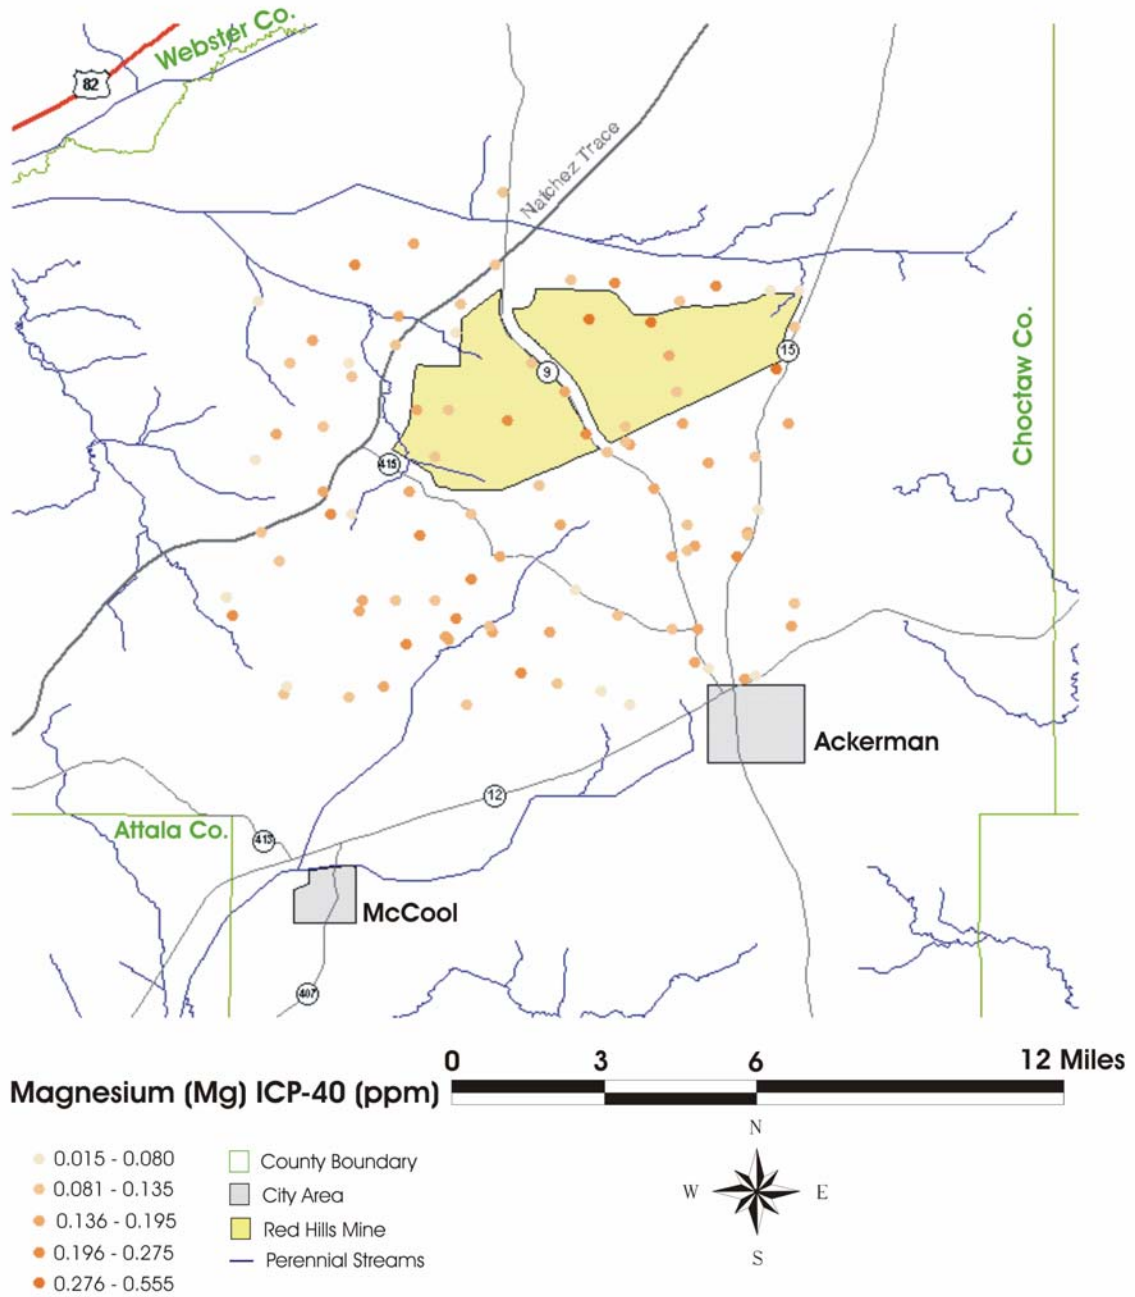 Webster Co.
82
Natchez Trace
Choctaw Co.
15
9
415
Ackerman
12
Attala Co.
413
McCool
407
0 3 6 12 Miles
Magnesium (Mg) ICP-40 (ppm)
N
W E
S
0.015 - 0.080
0.081 - 0.135
0.136 - 0.195
0.196 - 0.275
0.276 - 0.555
County Boundary
City Area
Red Hills Mine
Perennial Streams